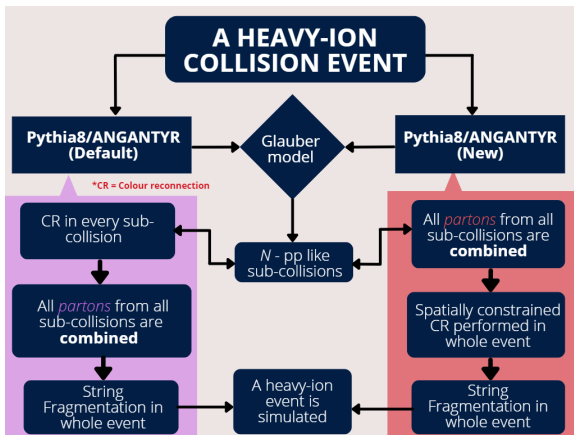 A HEAVY-ION
COLLISION EVENT
Pythia8/ANGANTYR
(Default)
Glauber
model
Pythia8/ANGANTYR
(New)
*CR = Colour reconnection
CR in every sub-
collision
N - pp like
sub-collisions
All partons from all
sub-collisions are
combined
All partons from all
sub-collisions are
combined
Spatially constrained
CR performed in
whole event
String
Fragmentation in
whole event
A heavy-ion
event is
simulated
String
Fragmentation in
whole event